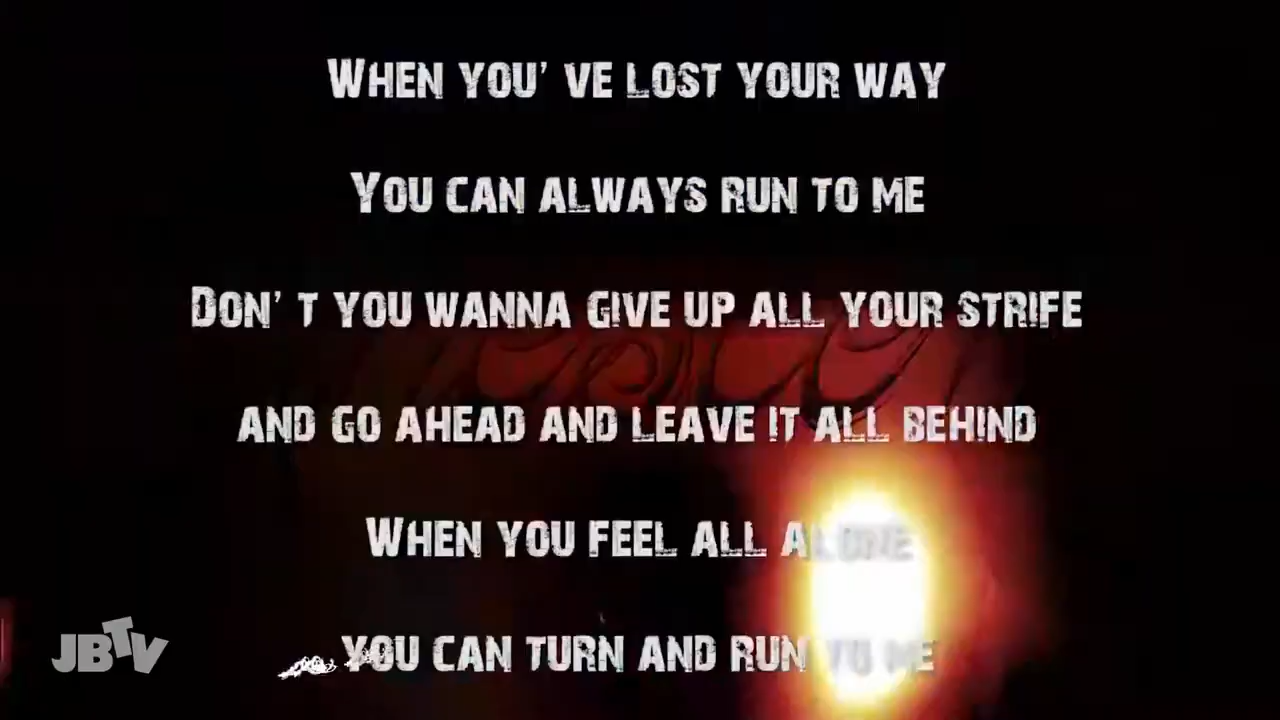 When you' ve lost your way
You can always run to me
Don' t you wanna give up all your strife
and go ahead and leave it all behind
When you feel all alone
you can turn and run to me
JBTV